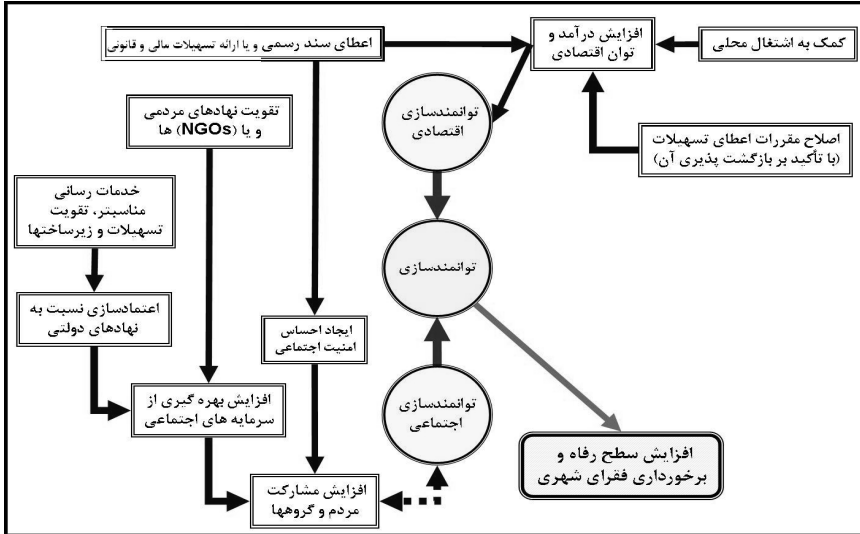 اعطای سند رسمی و یا ارائه تسهیلات مالی و قانونی
افزایش درآمد و
توان اقتصادی
کمک به اشتغال محلی
توانمندسازی
اقتصادی
تقویت نهادهای مردمی
و یا (NGOs) ها
اصلاح مقررات اعطای تسهیلات
(با تأکید بر بازگشت پذیری آن)
خدمات رسانی
مناسبتر، تقویت
تسهیلات و زیرساختها
توانمندسازی
اعتمادسازی نسبت به
نهادهای دولتی
ایجاد احساس
امنیت اجتماعی
افزایش بهره گیری از
سرمایه های اجتماعی
توانمندسازی
اجتماعی
افزایش سطح رفاه و
برخورداری فقرای شهری
افزایش مشارکت
مردم و گروهها